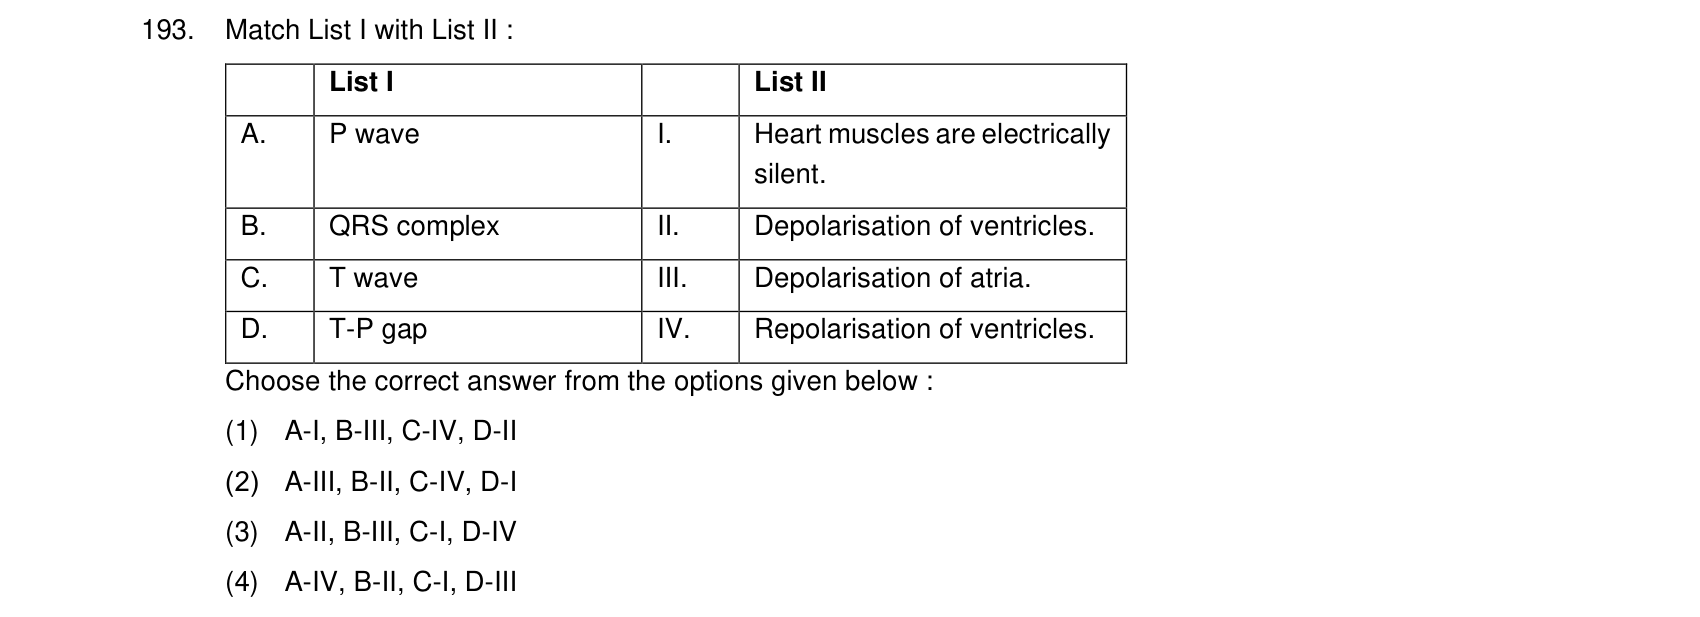 193. Match List I with List II :
List I List II
A. P wave I. Heart muscles are electrically
silent.
B. QRS complex II. Depolarisation of ventricles.
C. T wave III. Depolarisation of atria.
D. T-P gap IV. Repolarisation of ventricles.
Choose the correct answer from the options given below :
(1) A-I, B-III, C-IV, D-II
(2) A-III, B-II, C-IV, D-I
(3) A-II, B-III, C-I, D-IV
(4) A-IV, B-II, C-I, D-III